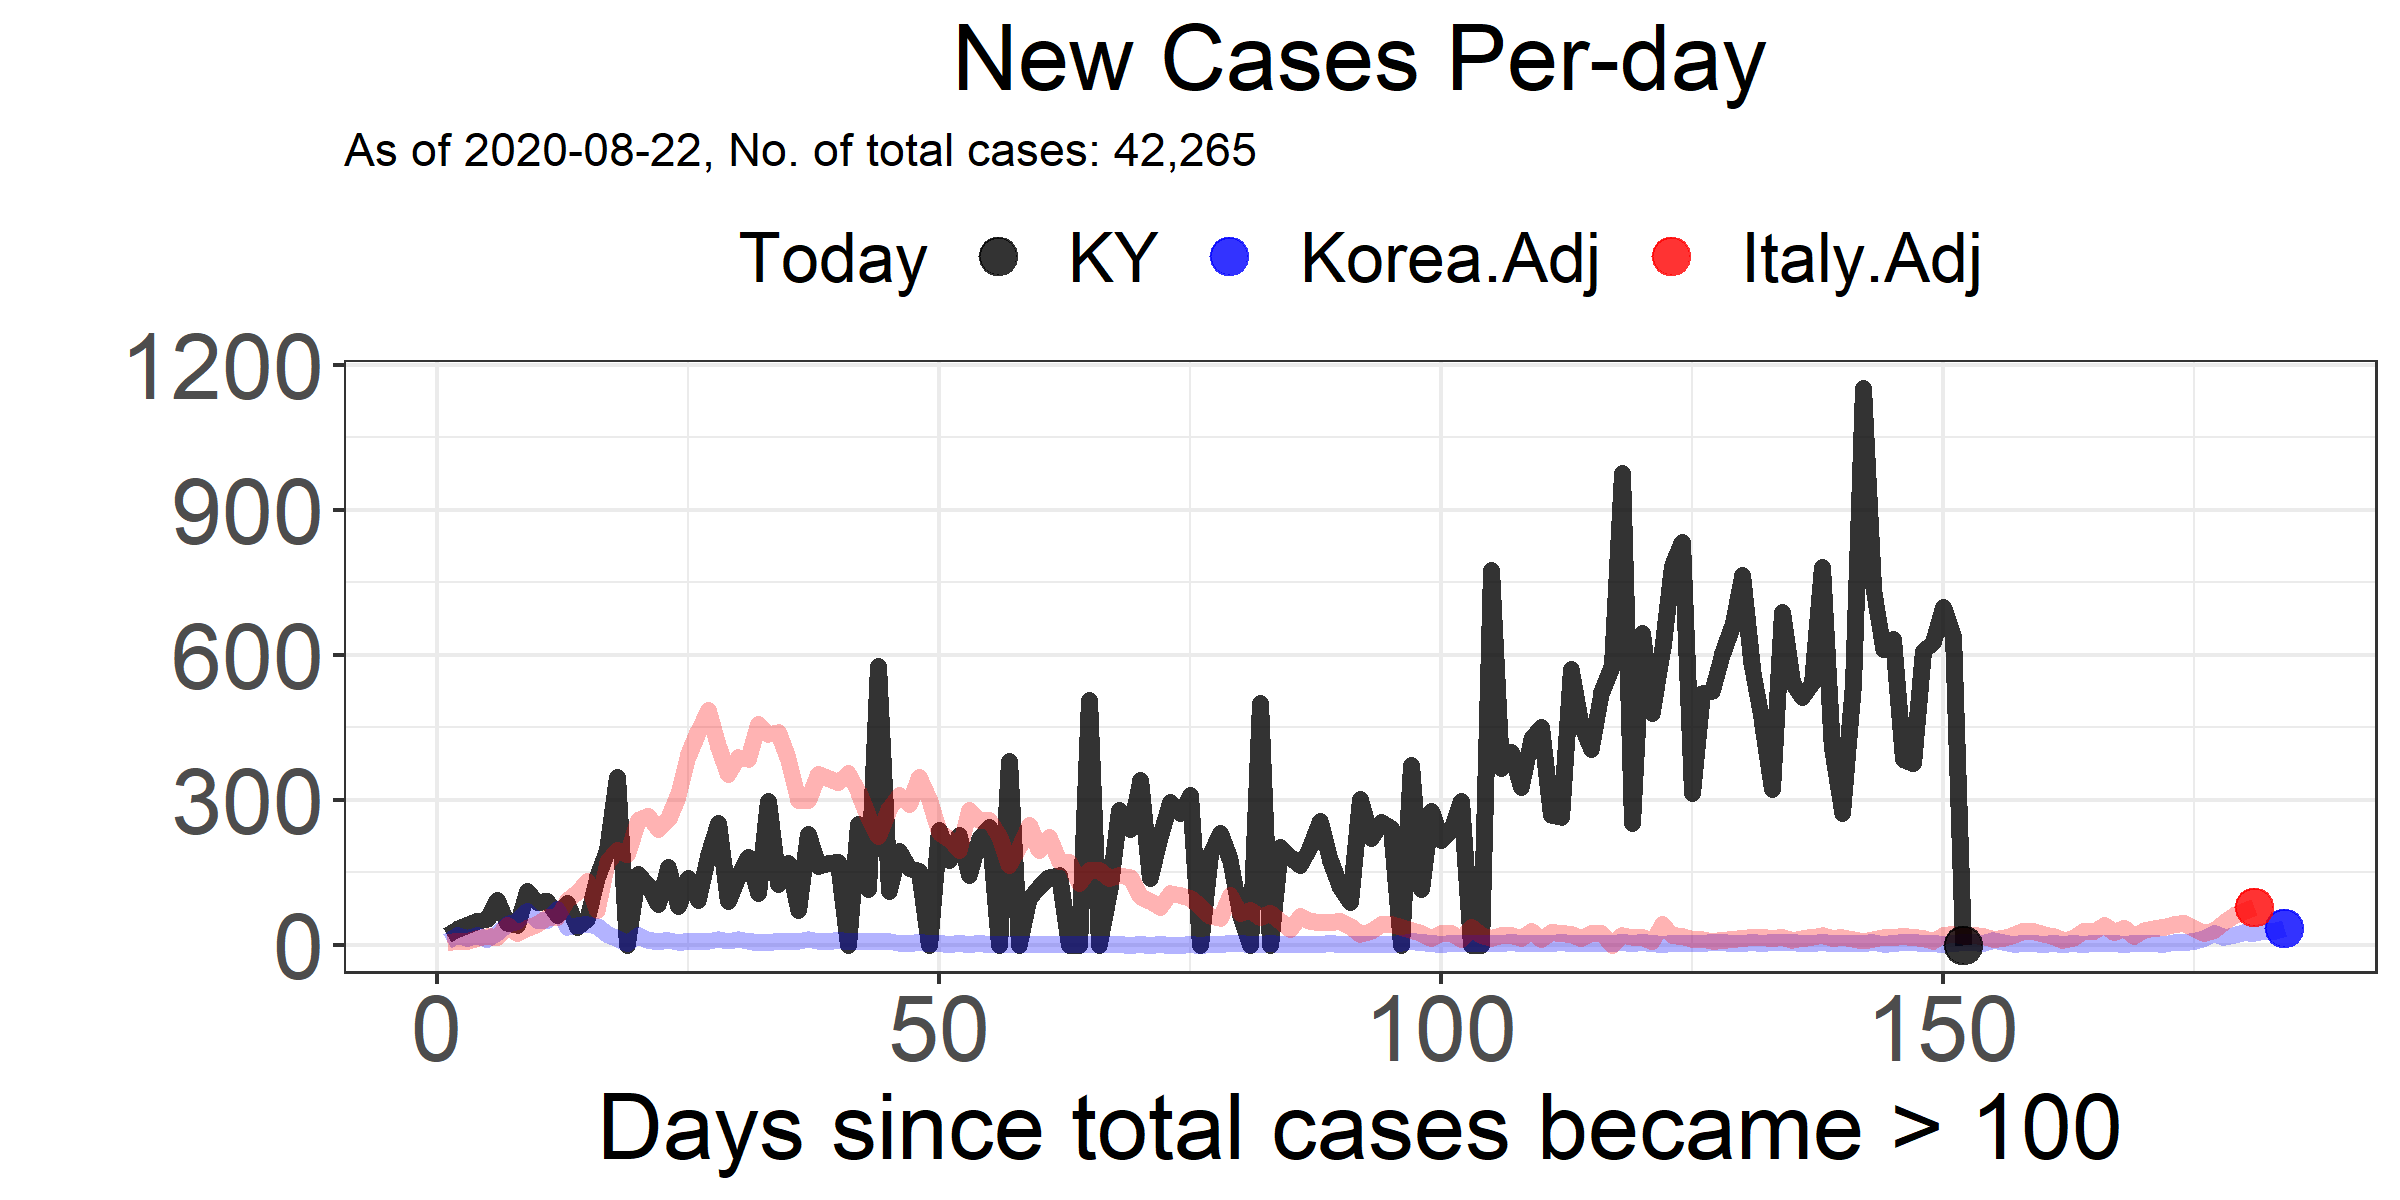 New Cases Per-day
As of 2020-08-22, No. of total cases: 42,265
Today KY Korea.Adj Italy.Adj
1200
900
600
300
0
0 50 100 150
Days since total cases became > 100